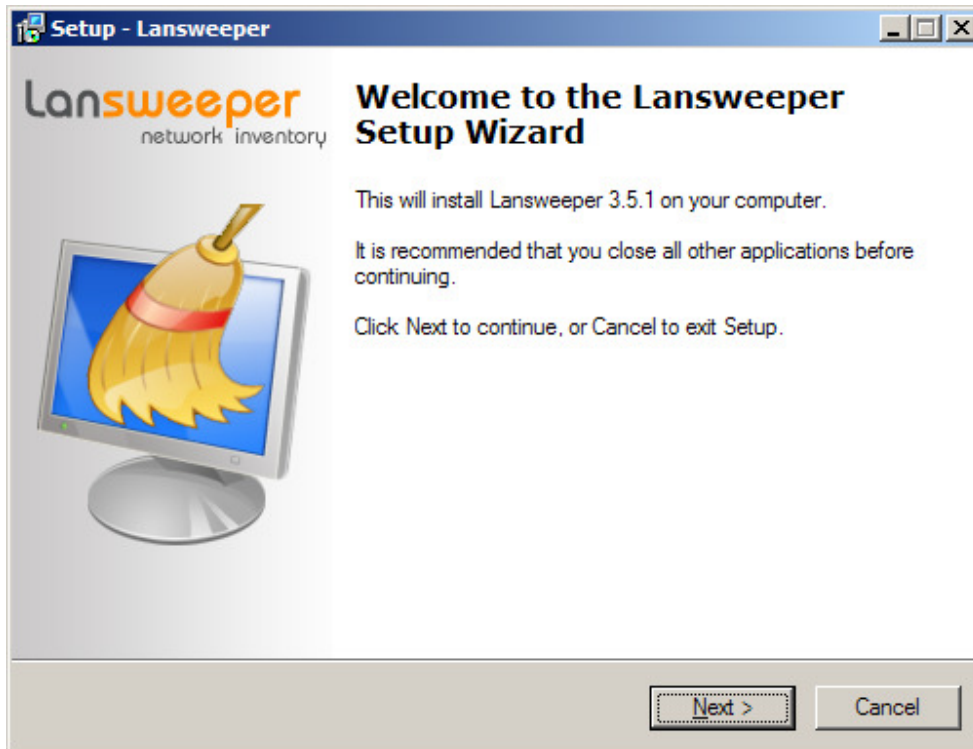 Setup - Lansweeper
Lansweeper
network inventory
Welcome to the Lansweeper
Setup Wizard
This will install Lansweeper 3.5.1 on your computer.
It is recommended that you close all other applications before
continuing.
Click Next to continue, or Cancel to exit Setup.
Next >
Cancel